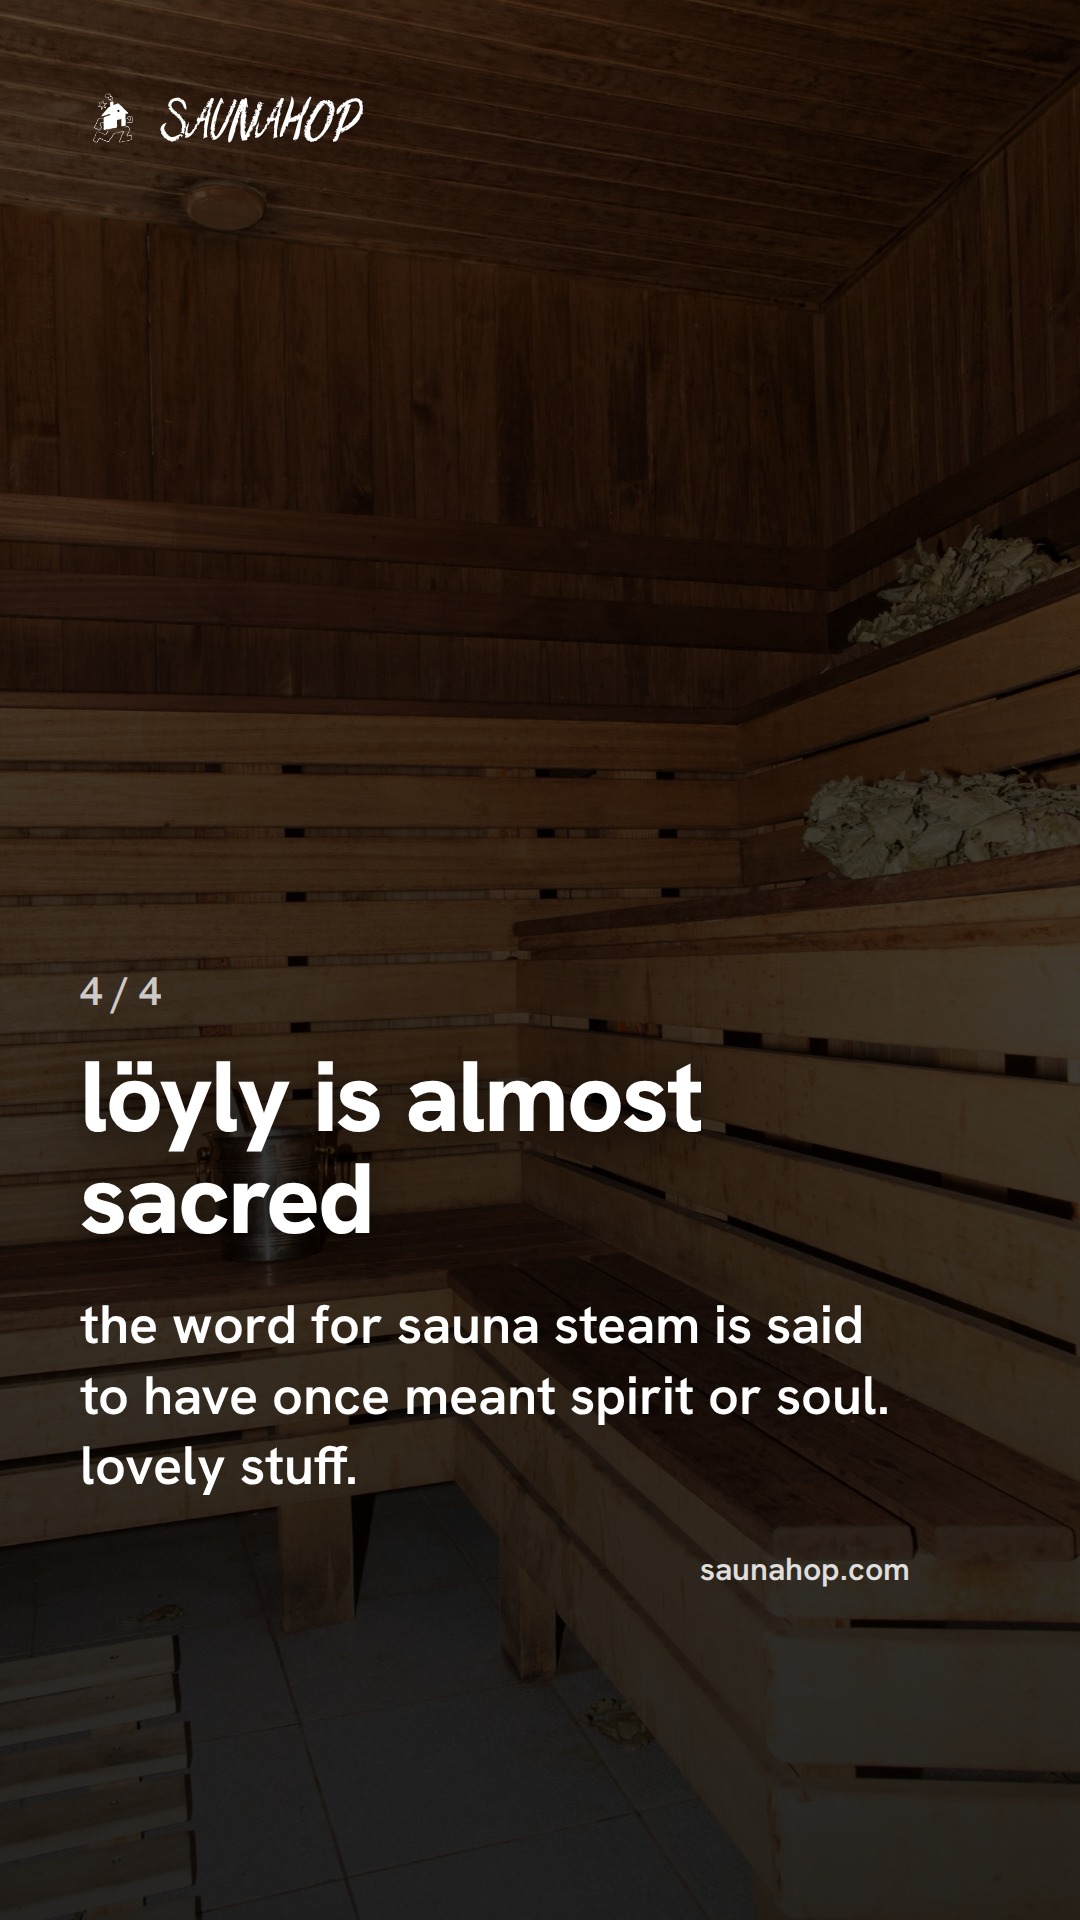 SAUNAHOP
4 / 4
löyly is almost
sacred
the word for sauna steam is said
to have once meant spirit or soul.
lovely stuff.
saunahop.com